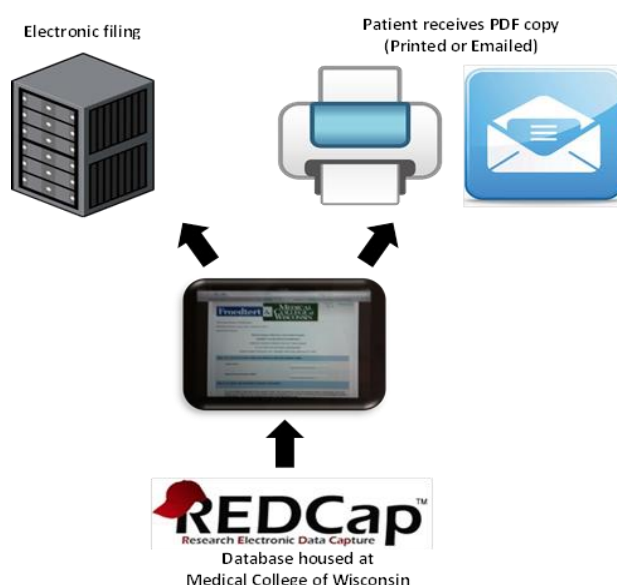 Electronic filing
Patient receives PDF copy
(Printed or Emailed)
Froedtert & MEDICAL
COLLEGE of
WISCONSIN
REDCap™
Research Electronic Data Capture
Database housed at
Medical College of Wisconsin